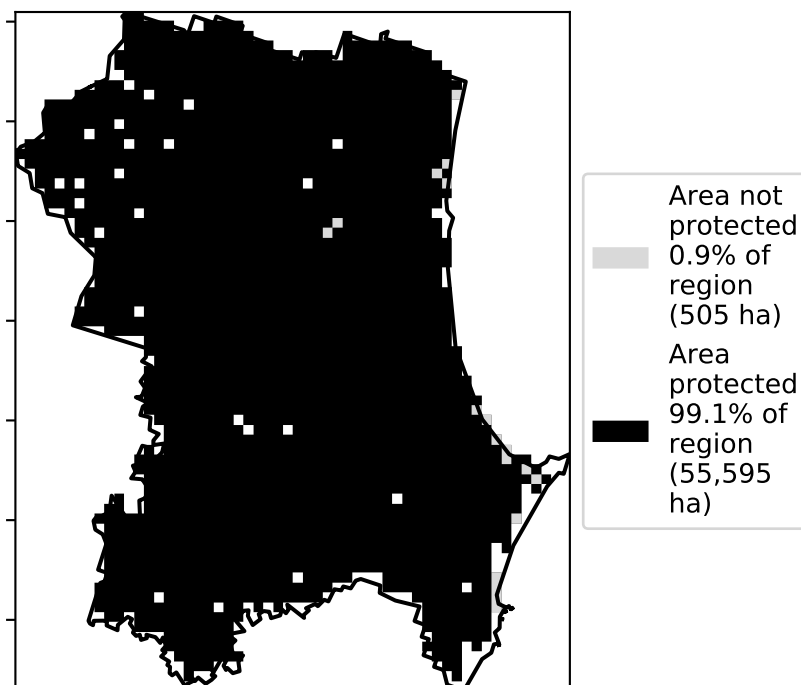 Area not
protected
0.9% of
region
(505 ha)
Area
protected
99.1% of
region
(55,595
ha)